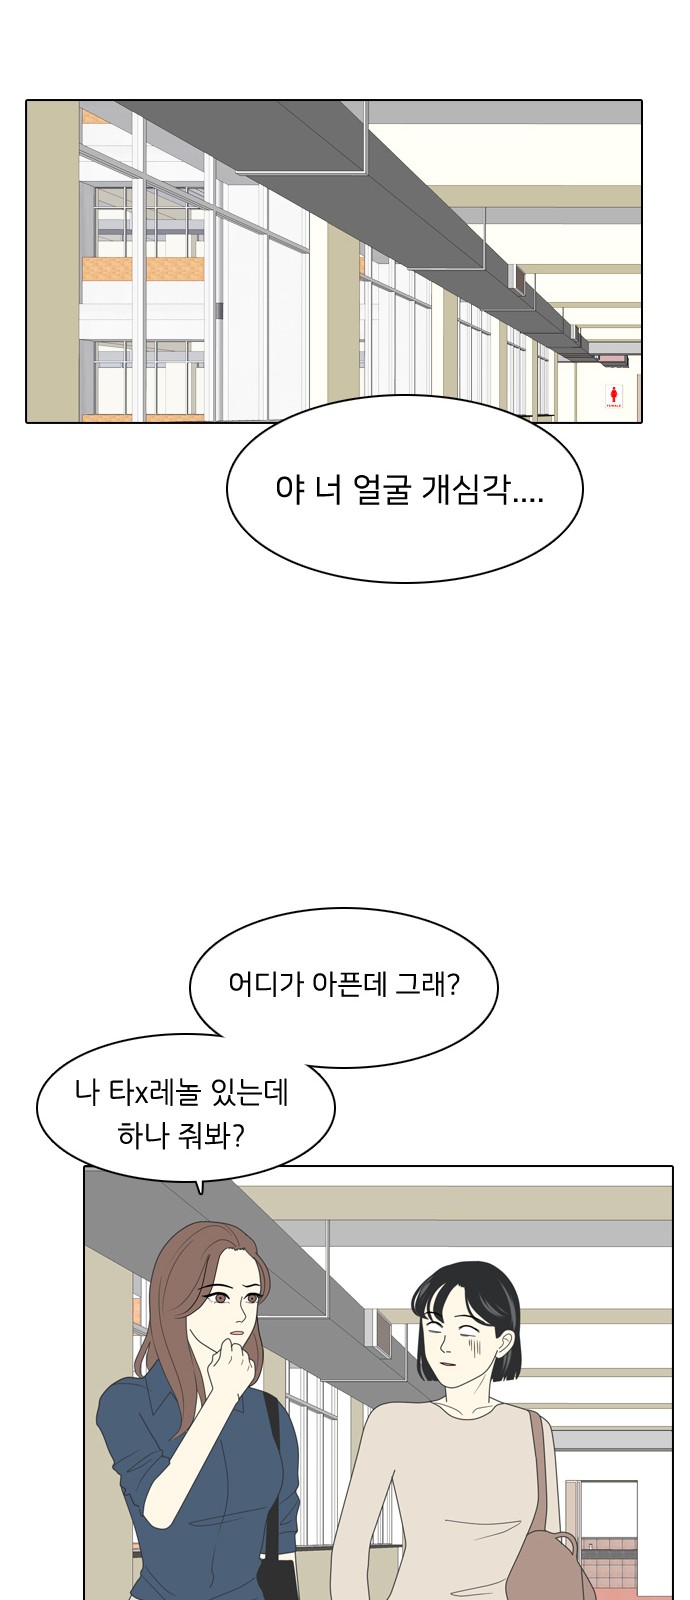 FEMALE
야 너 얼굴 개심각....
어디가 아픈데 그래?
나 타x레놀 있는데
하나 줘봐?